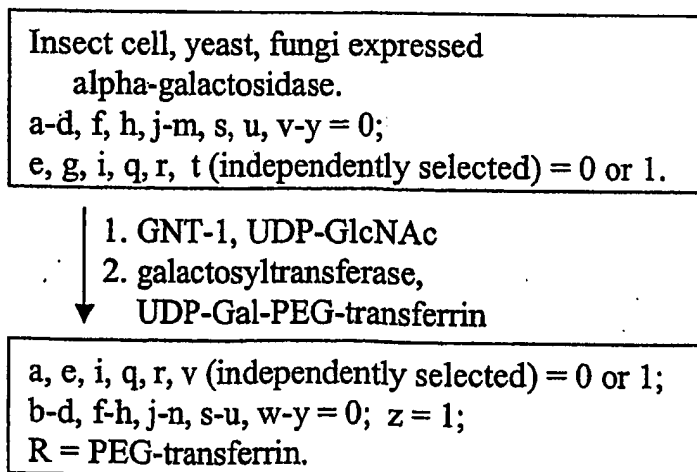 Insect cell, yeast, fungi expressed
alpha-galactosidase.
a-d, f, h, j-m, s, u, v-y = 0;
e, g, i, q, r, t (independently selected) = 0 or 1.
1. GNT-1, UDP-GlcNAc
2. galactosyltransferase,
UDP-Gal-PEG-transferrin
a, e, i, q, r, v (independently selected) = 0 or 1;
b-d, f-h, j-n, s-u, w-y = 0; z = 1;
R = PEG-transferrin.